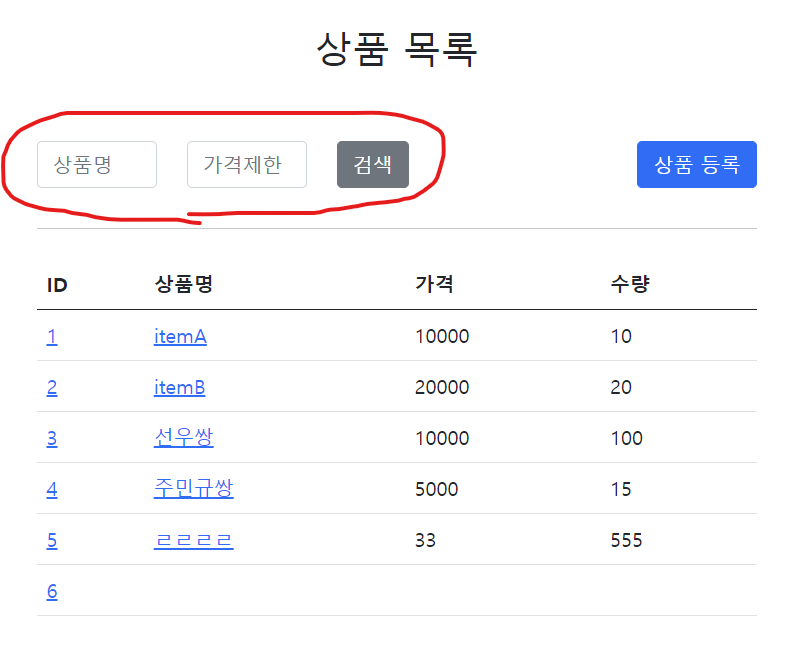 상품 목록
상품명 가격제한 검색 상품 등록
ID 상품명 가격 수량
1 itemA 10000 10
2 itemB 20000 20
3 선우쌍 10000 100
4 주민규쌍 5000 15
5 ㄹㄹㄹㄹ 33 555
6